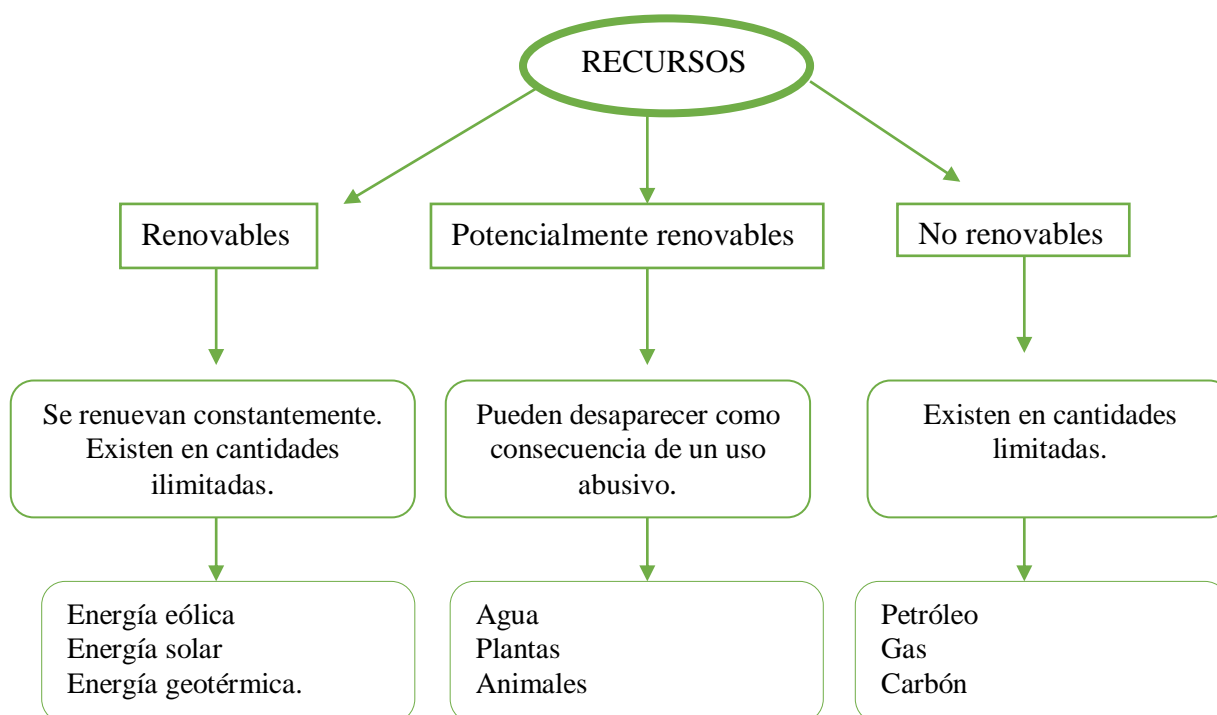 RECURSOS
Renovables
Potencialmente renovables
No renovables
Se renuevan constantemente.
Existen en cantidades
ilimitadas.
Pueden desaparecer como
consecuencia de un uso
abusivo.
Existen en cantidades
limitadas.
Energía eólica
Energía solar
Energía geotérmica.
Agua
Plantas
Animales
Petróleo
Gas
Carbón